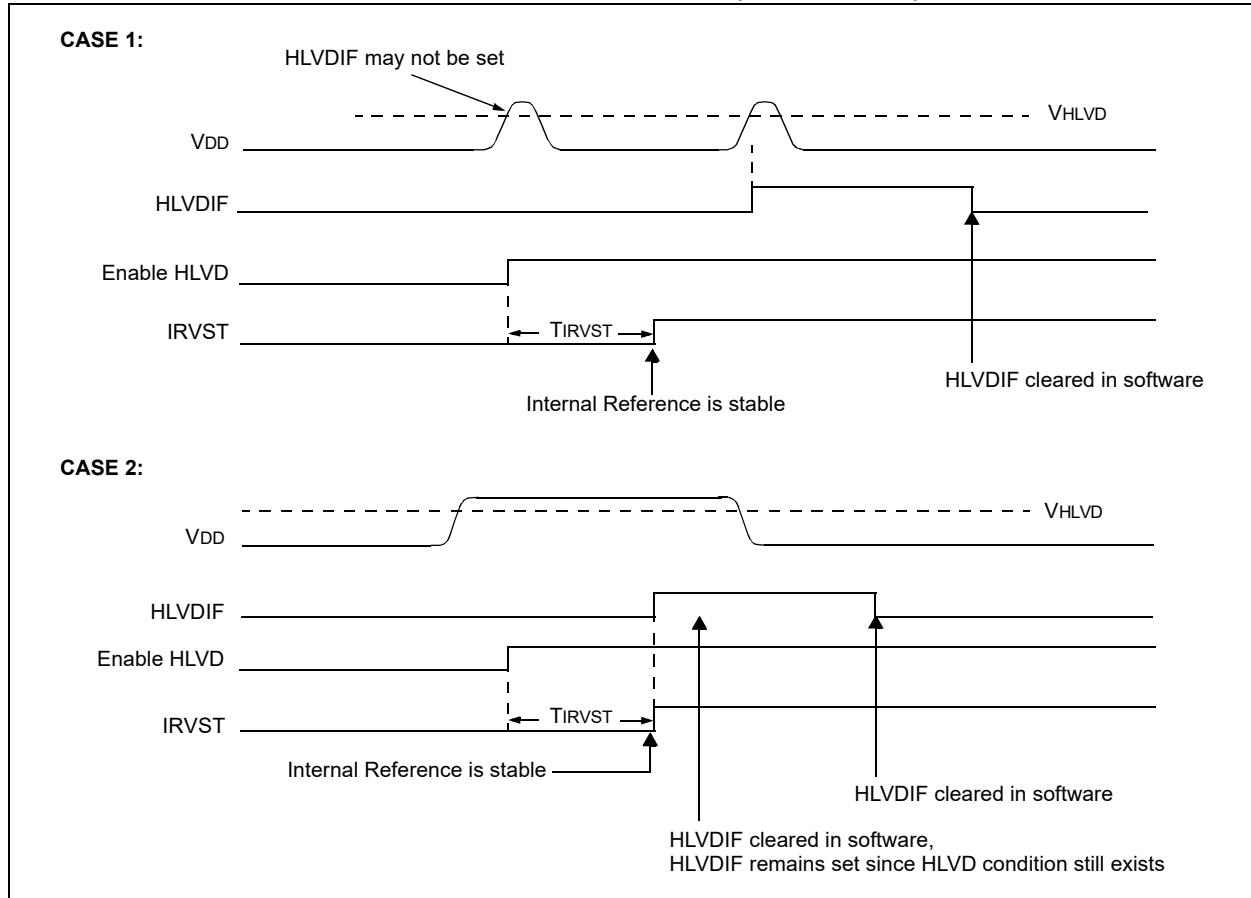 CASE 1:
HLVDIF may not be set
VHLVD
VDD
HLVDIF
Enable HLVD
TIRVST
IRVST
HLVDIF cleared in software
Internal Reference is stable
CASE 2:
VHLVD
VDD
HLVDIF
Enable HLVD
TIRVST
IRVST
Internal Reference is stable
HLVDIF cleared in software
HLVDIF cleared in software,
HLVDIF remains set since HLVD condition still exists